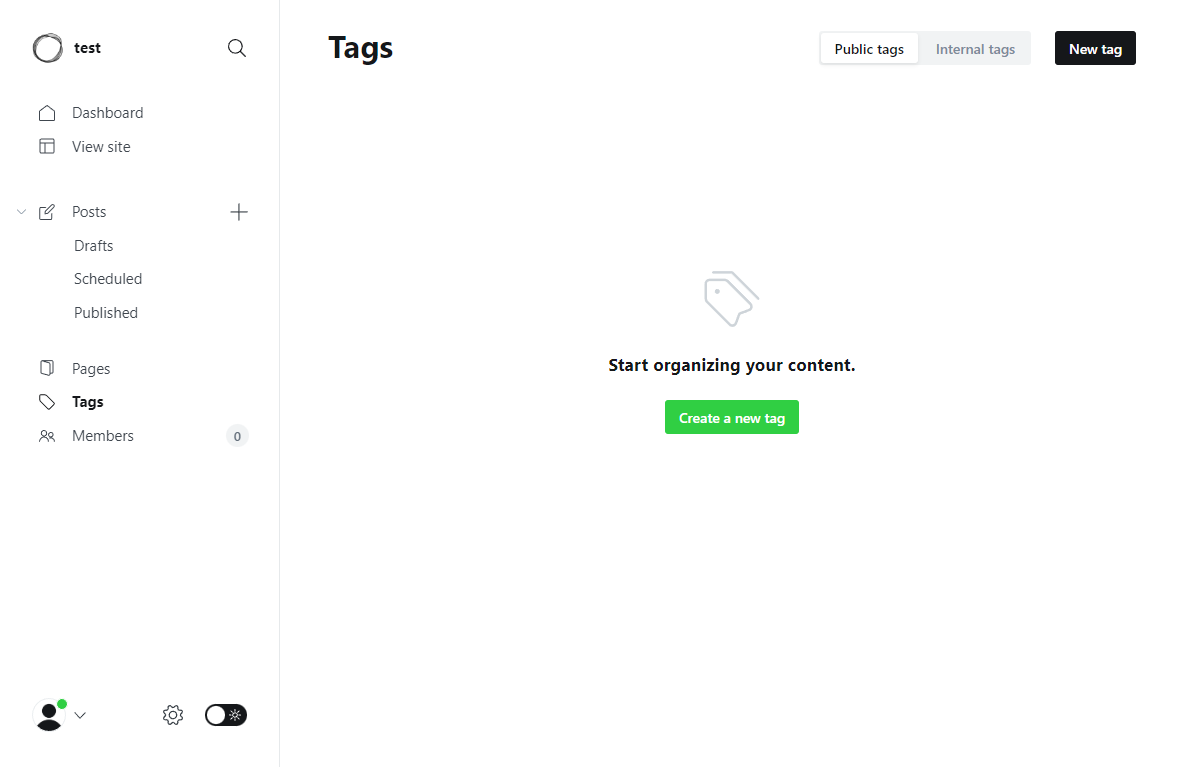 test
Dashboard
View site
Posts
Drafts
Scheduled
Published
Pages
Tags
Members 0
Tags
Public tags Internal tags New tag
Start organizing your content.
Create a new tag